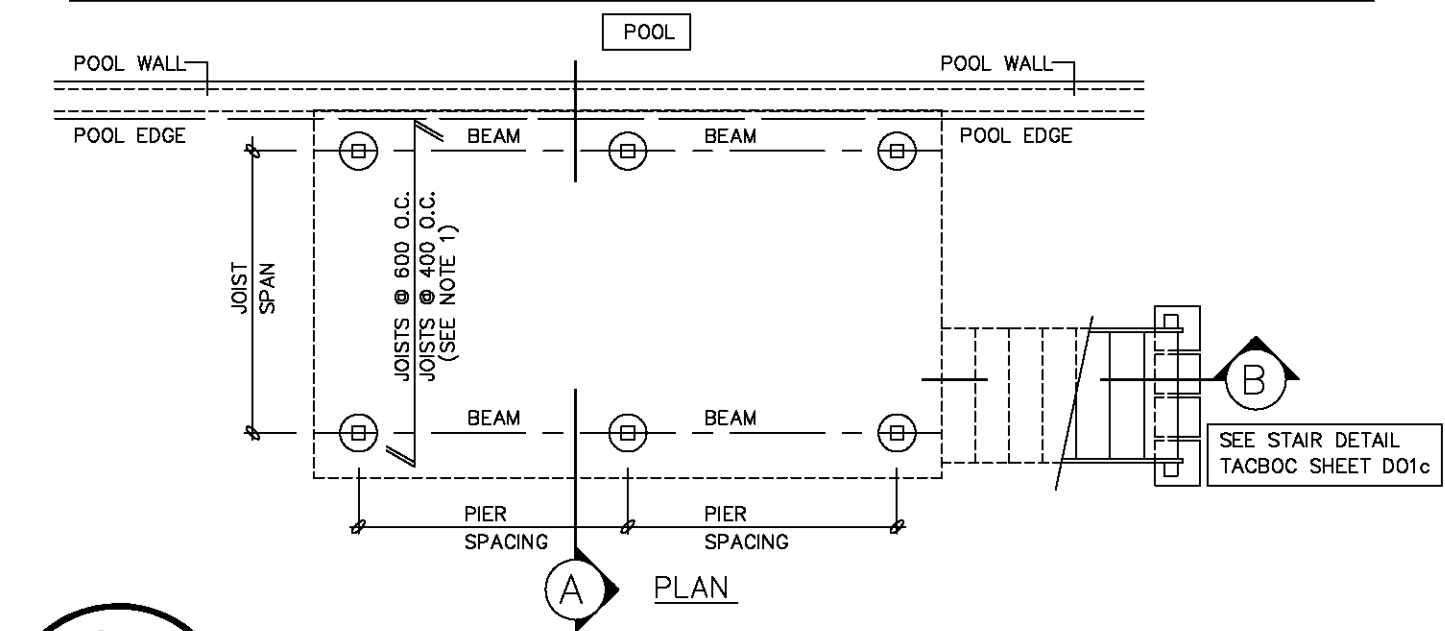 POOL
POOL WALL
POOL WALL
POOL EDGE
BEAM
BEAM
POOL EDGE
JOIST
SPAN
JOISTS @ 600 O.C.
JOISTS @ 400 O.C.
(SEE NOTE 1)
BEAM
BEAM
B
SEE STAIR DETAIL
TACBOC SHEET D01c
PIER
SPACING
PIER
SPACING
A
PLAN